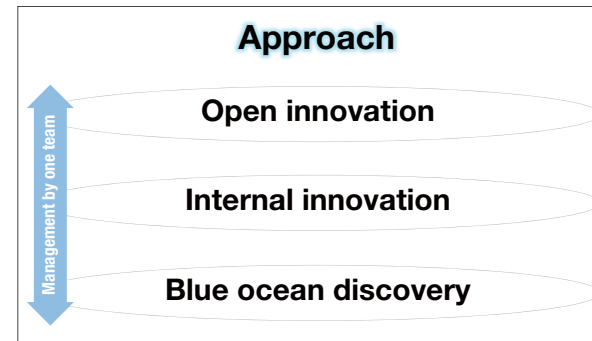 Approach
Open innovation
Management by one team
Internal innovation
Blue ocean discovery